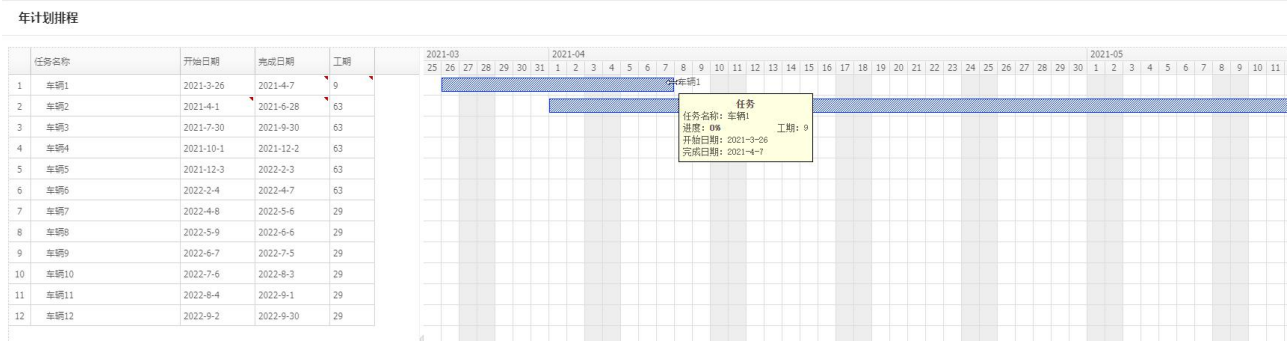 年计划排程
任务名称 开始日期 完成日期 工期
2021-03 2021-04 2021-05
25 26 27 28 29 30 31 1 2 3 4 5 6 7 8 9 10 11 12 13 14 15 16 17 18 19 20 21 22 23 24 25 26 27 28 29 30 1 2 3 4 5 6 7 8 9 10 11
1 车辆1 2021-3-26 2021-4-7 9
车辆1
2 车辆2 2021-4-1 2021-6-28 63
3 车辆3 2021-7-30 2021-9-30 63
4 车辆4 2021-10-1 2021-12-2 63
5 车辆5 2021-12-3 2022-2-3 63
6 车辆6 2022-2-4 2022-4-7 63
7 车辆7 2022-4-8 2022-5-6 29
8 车辆8 2022-5-9 2022-6-6 29
9 车辆9 2022-6-7 2022-7-5 29
10 车辆10 2022-7-6 2022-8-3 29
11 车辆11 2022-8-4 2022-9-1 29
12 车辆12 2022-9-2 2022-9-30 29
任务
任务名称: 车辆1
进度: 0% 工期: 9
开始日期: 2021-3-26
完成日期: 2021-4-7